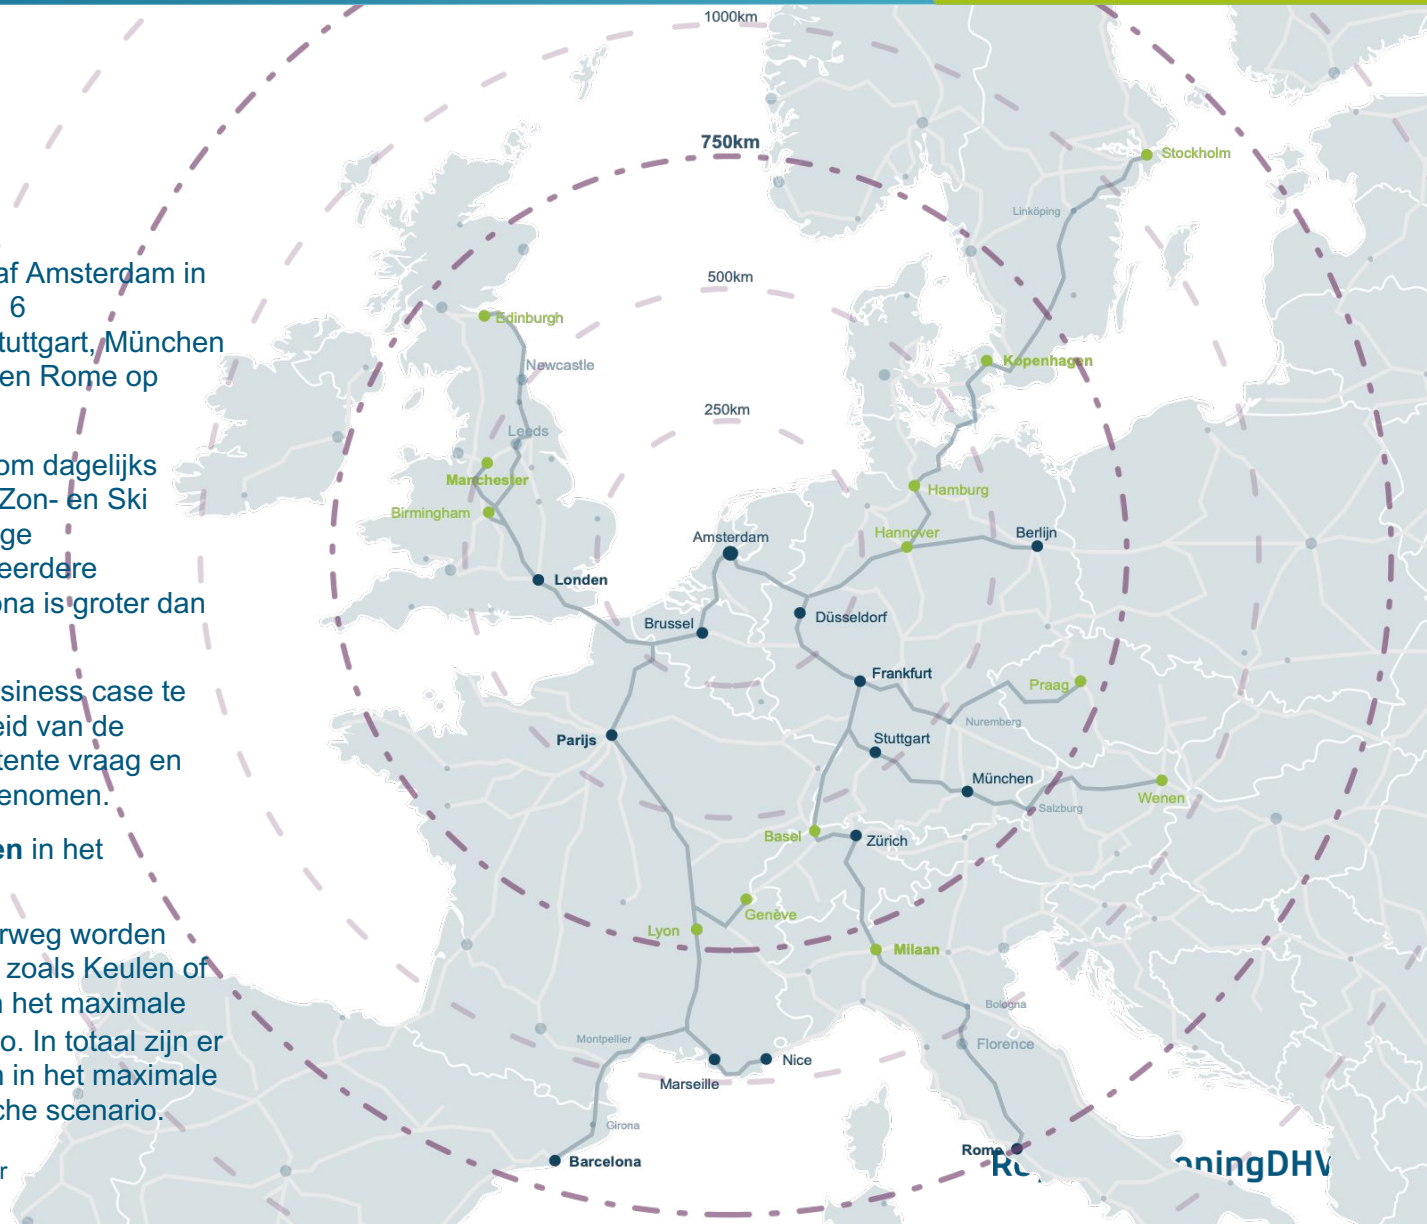 af Amsterdam in
6
tuttgart, München
en Rome op
om dagelijks
Zon- en Ski
ge
eerdere
ona is groter dan
siness case te
eid van de
tente vraag en
enomen.
en in het
rweg worden
zoals Keulen of
n het maximale
o. In totaal zijn er
n in het maximale
che scenario.
r
1000km
750km
500km
250km
Stockholm
Linköping
Edinburgh
Newcastle
Kopenhagen
Leeds
Manchester
Birmingham
Hamburg
Hannover
Berlijn
Amsterdam
Londen
Brussel
Düsseldorf
Frankfurt
Praag
Nuremberg
Parijs
Stuttgart
München
Salzburg
Wenen
Basel
Zürich
Genève
Lyon
Milaan
Bologna
Florence
Montpellier
Marseille
Nice
Girona
Barcelona
Rome
oningDHV